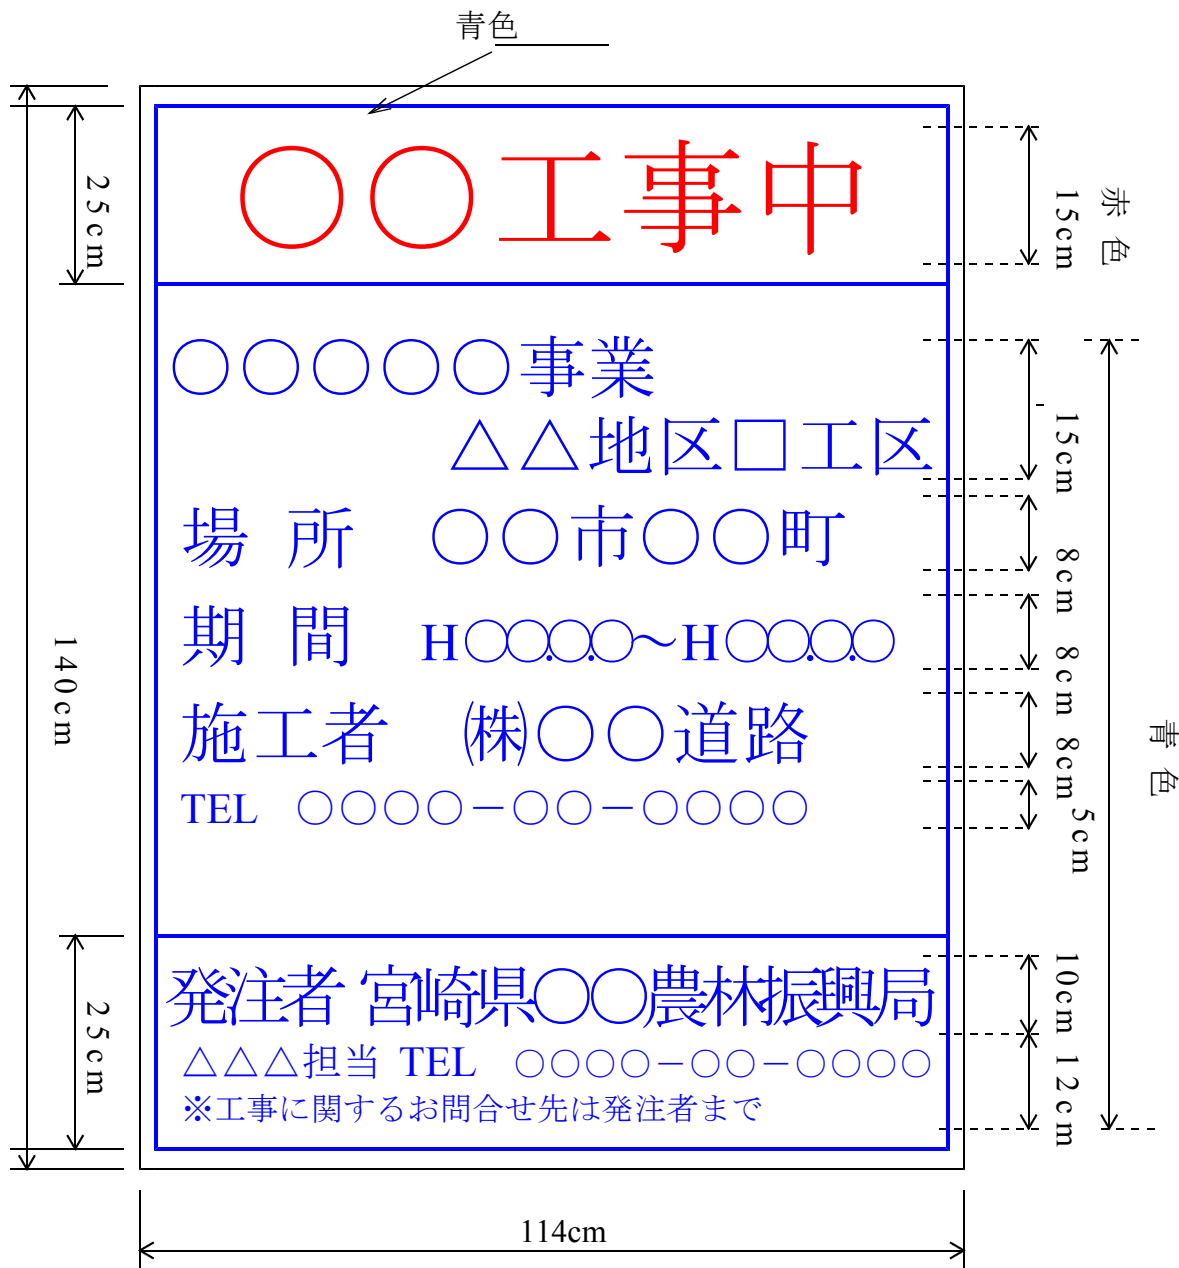 青色
○○工事中
○○○○○事業
△△地区□工区
場所 ○○市○○町
期間 H○○.○.○～H○○.○.○
施工者 ㈱○○道路
TEL ○○○○－○○－○○○○
発注者 宮崎県○○農林振興局
△△△担当 TEL ○○○○－○○－○○○○
※工事に関するお問合せ先は発注者まで
140cm
25cm
25cm
15cm
赤色
15cm
8cm
8cm
8cm
5cm
10cm
12cm
青色
114cm